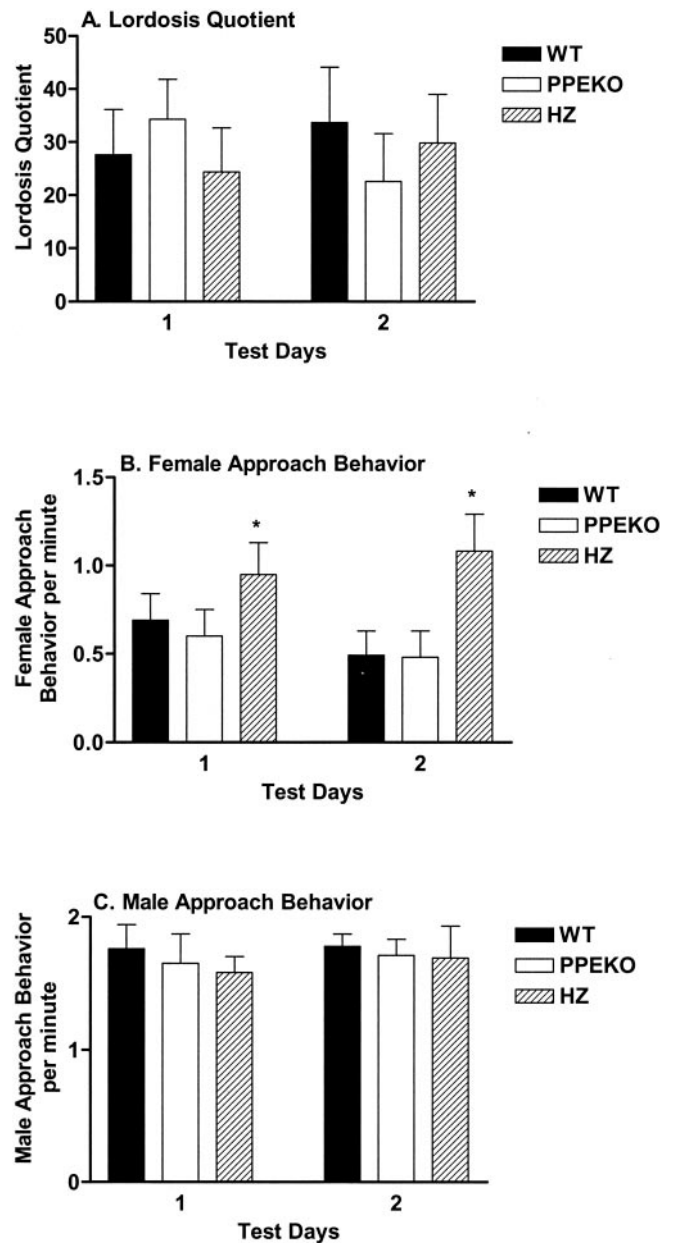 A. Lordosis Quotient
Lordosis Quotient
50
40
30
20
10
0
1 2
Test Days
WT
PPEKO
HZ
B. Female Approach Behavior
Female Approach
Behavior per minute
1.5
1.0
0.5
0.0
*
*
1 2
Test Days
WT
PPEKO
HZ
C. Male Approach Behavior
Male Approach Behavior
per minute
2
1
0
1 2
Test Days
WT
PPEKO
HZ